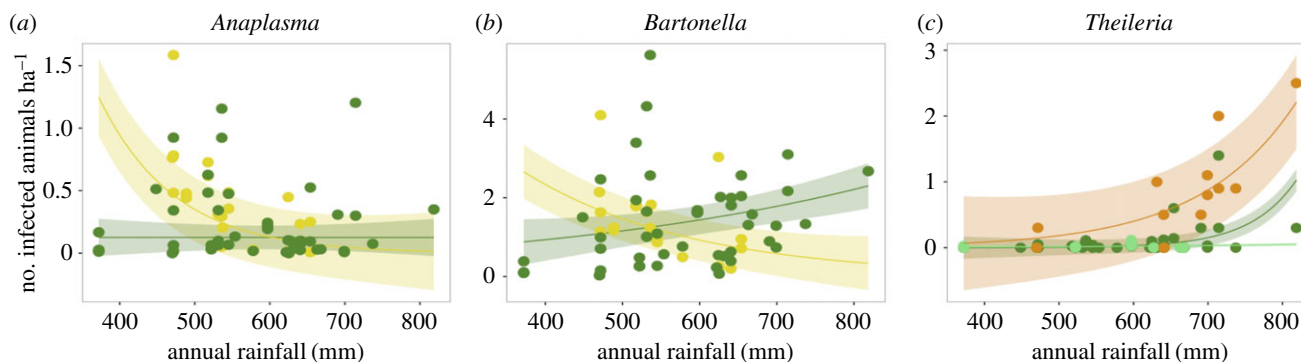 (a) Anaplasma
(b) Bartonella
(c) Theileria
no. infected animals ha⁻¹
1.5
1.0
0.5
0
400 500 600 700 800
annual rainfall (mm)
4
2
0
400 500 600 700 800
annual rainfall (mm)
3
2
1
0
400 500 600 700 800
annual rainfall (mm)